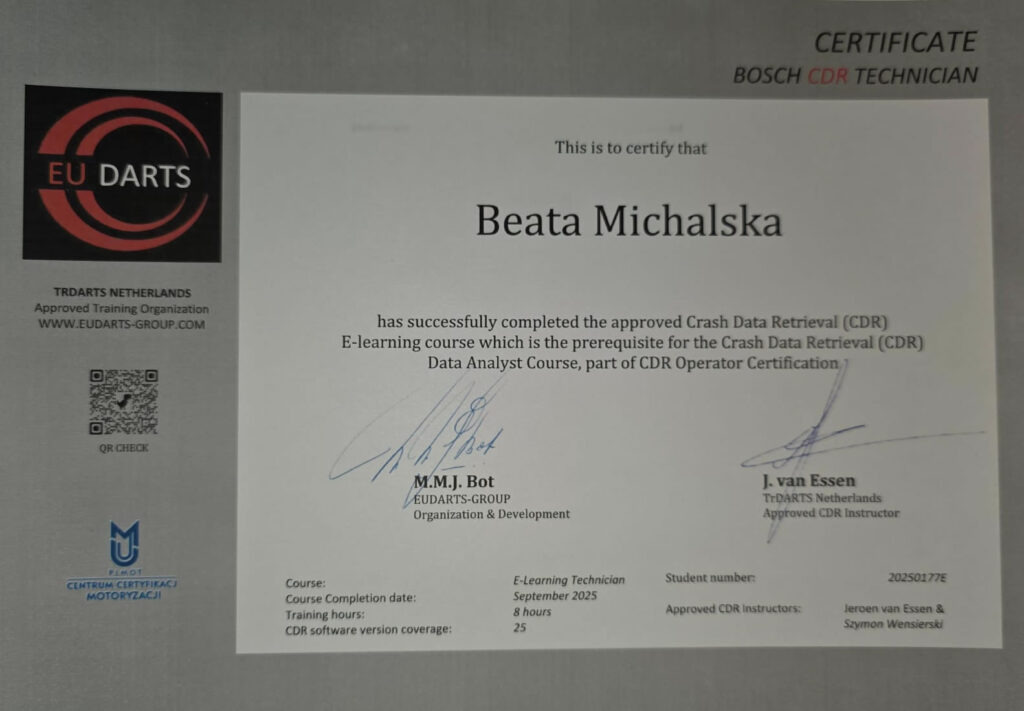 CERTIFICATE
BOSCH CDR TECHNICIAN
EU DARTS
TRDARTS NETHERLANDS
Approved Training Organization
WWW.EUDARTS-GROUP.COM
QR CHECK
PIMOT
CENTRUM CERTYFIKACJI
MOTORYZACJI
This is to certify that
Beata Michalska
has successfully completed the approved Crash Data Retrieval (CDR)
E-learning course which is the prerequisite for the Crash Data Retrieval (CDR)
Data Analyst Course, part of CDR Operator Certification
M.M.J. Bot
EUDARTS-GROUP
Organization & Development
J. van Essen
TrDARTS Netherlands
Approved CDR Instructor
Course: E-Learning Technician
Course Completion date: September 2025
Training hours: 8 hours
CDR software version coverage: 25
Student number: 20250177E
Approved CDR Instructors: Jeroen van Essen &
Szymon Wensierski